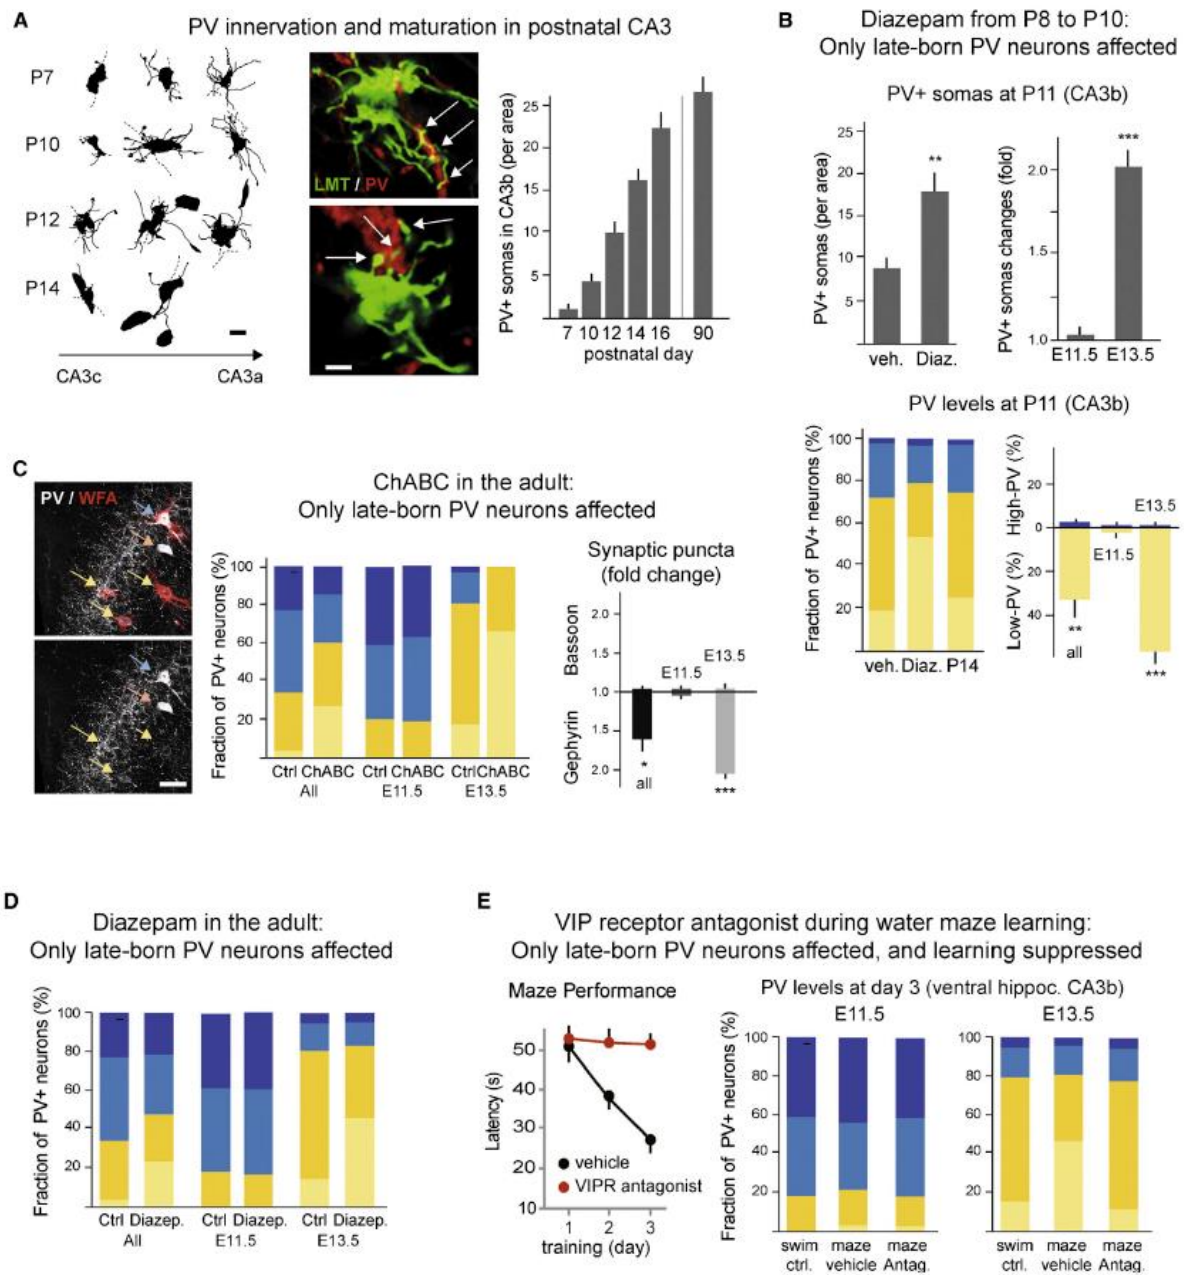 A
PV innervation and maturation in postnatal CA3
P7
P10
P12
P14
CA3c
CA3a
LMT / PV
PV+ somas in CA3b (per area)
25
20
15
10
5
7 10 12 14 16 90
postnatal day
B
Diazepam from P8 to P10:
Only late-born PV neurons affected
PV+ somas at P11 (CA3b)
PV+ somas (per area)
25
20
15
10
5
**
veh. Diaz.
PV+ somas changes (fold)
2.0
1.5
1.0
***
E11.5 E13.5
PV levels at P11 (CA3b)
Fraction of PV+ neurons (%)
100
80
60
40
20
veh. Diaz. P14
Low-PV (%) High-PV (%)
20
0
20
40
E13.5
E11.5
**
all
***
C
PV / WFA
ChABC in the adult:
Only late-born PV neurons affected
Fraction of PV+ neurons (%)
100
80
60
40
20
Ctrl ChABC Ctrl ChABC CtrlChABC
All E11.5 E13.5
Synaptic puncta
(fold change)
Gephyrin Bassoon
2.0
1.5
1.0
1.5
2.0
E11.5
E13.5
*
all
***
D
Diazepam in the adult:
Only late-born PV neurons affected
Fraction of PV+ neurons (%)
100
80
60
40
20
Ctrl Diazep. Ctrl Diazep. Ctrl Diazep.
All E11.5 E13.5
E
VIP receptor antagonist during water maze learning:
Only late-born PV neurons affected, and learning suppressed
Maze Performance
Latency (s)
50
40
30
20
10
vehicle
VIPR antagonist
1 2 3
training (day)
PV levels at day 3 (ventral hippoc. CA3b)
E11.5 E13.5
Fraction of PV+ neurons (%)
100
80
60
40
20
swim maze maze
ctrl. vehicle Antag.
100
80
60
40
20
swim maze maze
ctrl. vehicle Antag.